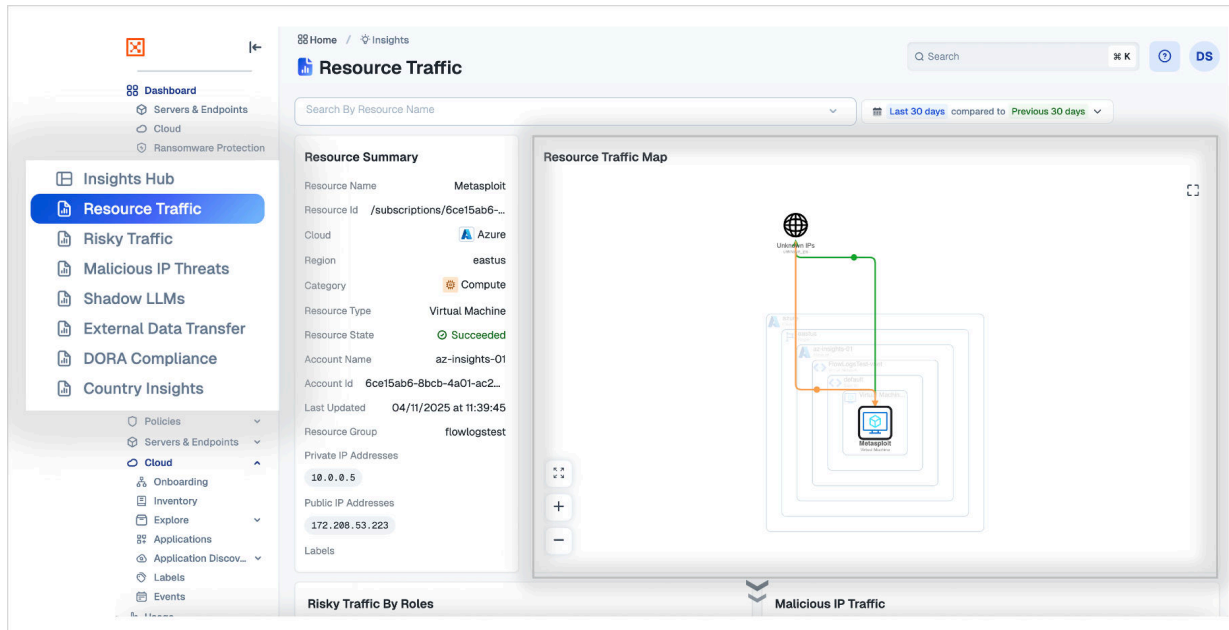 Home / Insights
Resource Traffic
Search
⌘ K
DS
Dashboard
Servers & Endpoints
Cloud
Ransomware Protection
Insights Hub
Resource Traffic
Risky Traffic
Malicious IP Threats
Shadow LLMs
External Data Transfer
DORA Compliance
Country Insights
Policies
Servers & Endpoints
Cloud
Onboarding
Inventory
Explore
Applications
Application Discov...
Labels
Events
Search By Resource Name
Last 30 days compared to Previous 30 days
Resource Summary
Resource Name Metasploit
Resource Id /subscriptions/6ce15ab6-...
Cloud Azure
Region eastus
Category Compute
Resource Type Virtual Machine
Resource State Succeeded
Account Name az-insights-01
Account Id 6ce15ab6-8bcb-4a01-ac2...
Last Updated 04/11/2025 at 11:39:45
Resource Group flowlogstest
Private IP Addresses
10.0.0.5
Public IP Addresses
172.208.53.223
Labels
Resource Traffic Map
Unknown IPs
az-insights-01
default
Virtual Machin...
Metasploit
Virtual Machine
Risky Traffic By Roles
Malicious IP Traffic